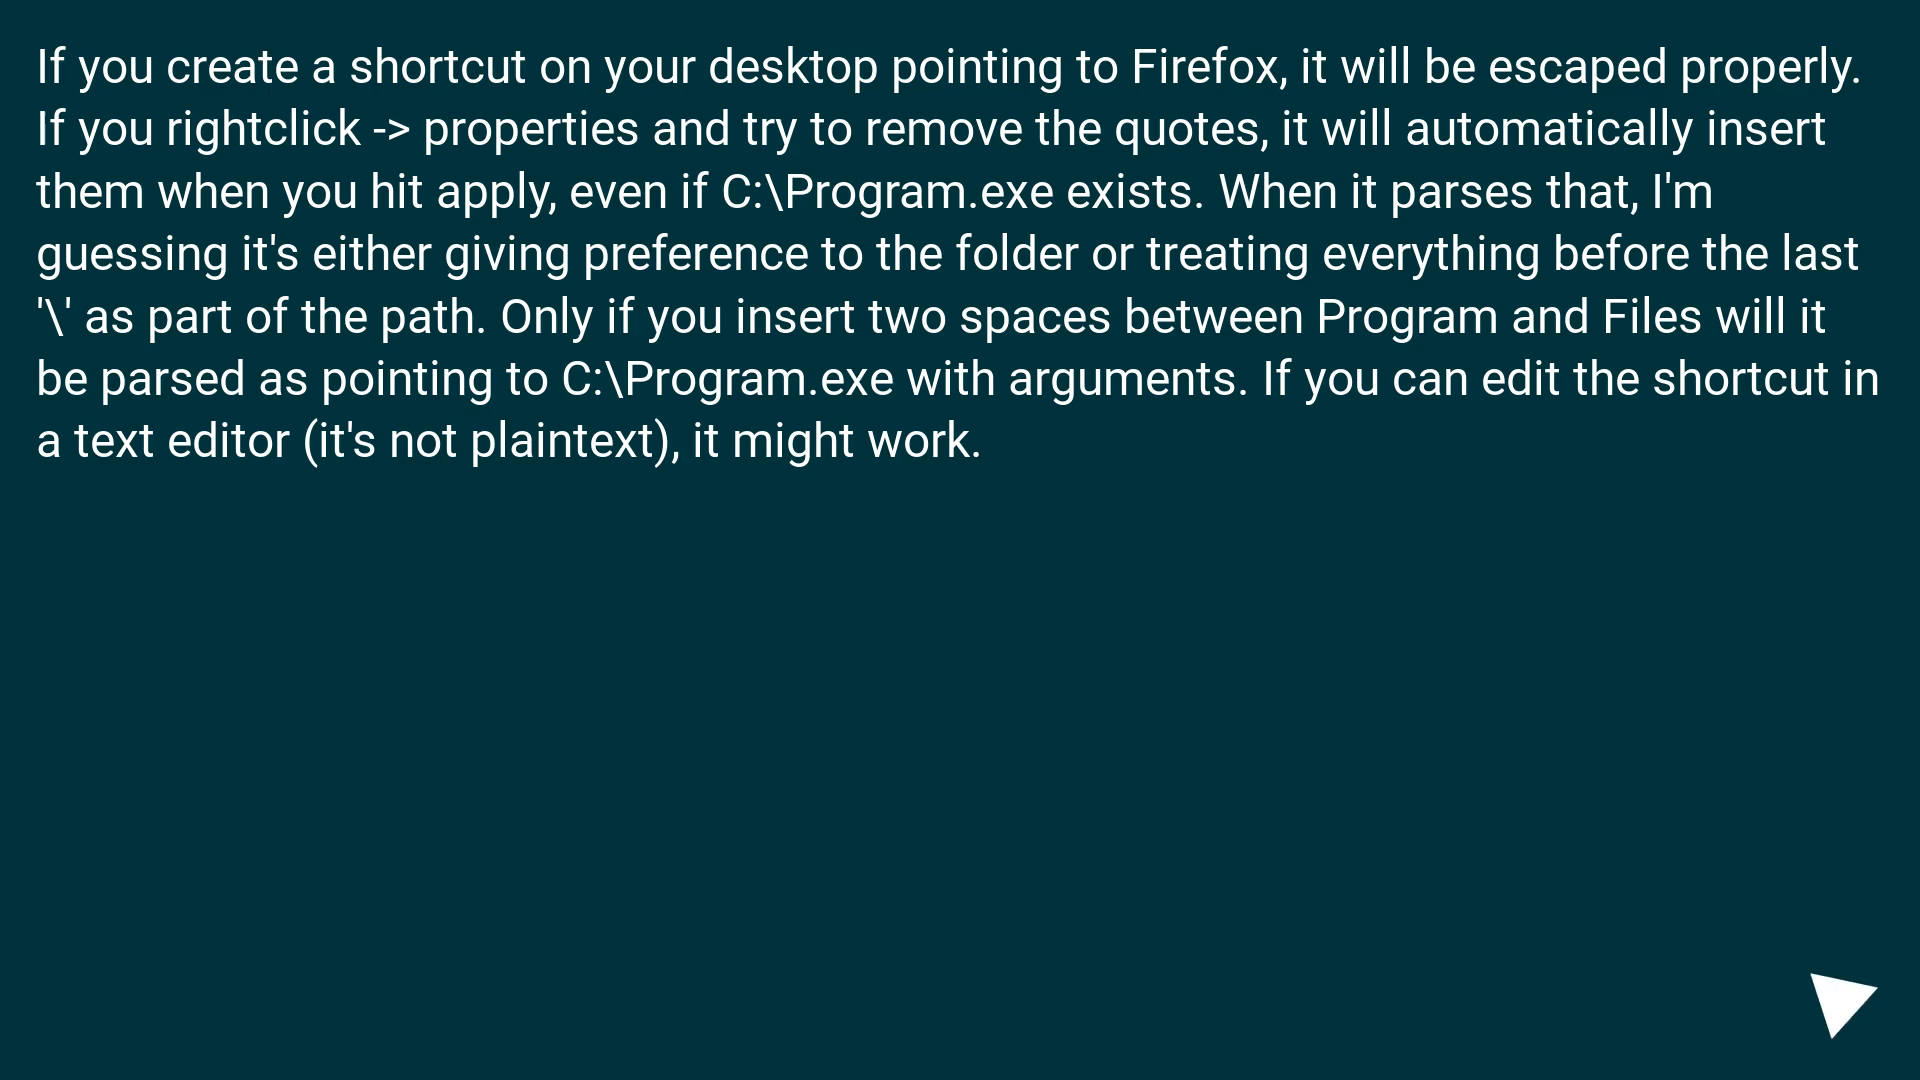 If you create a shortcut on your desktop pointing to Firefox, it will be escaped properly.
If you rightclick -> properties and try to remove the quotes, it will automatically insert
them when you hit apply, even if C:\Program.exe exists. When it parses that, I'm
guessing it's either giving preference to the folder or treating everything before the last
'\' as part of the path. Only if you insert two spaces between Program and Files will it
be parsed as pointing to C:\Program.exe with arguments. If you can edit the shortcut in
a text editor (it's not plaintext), it might work.